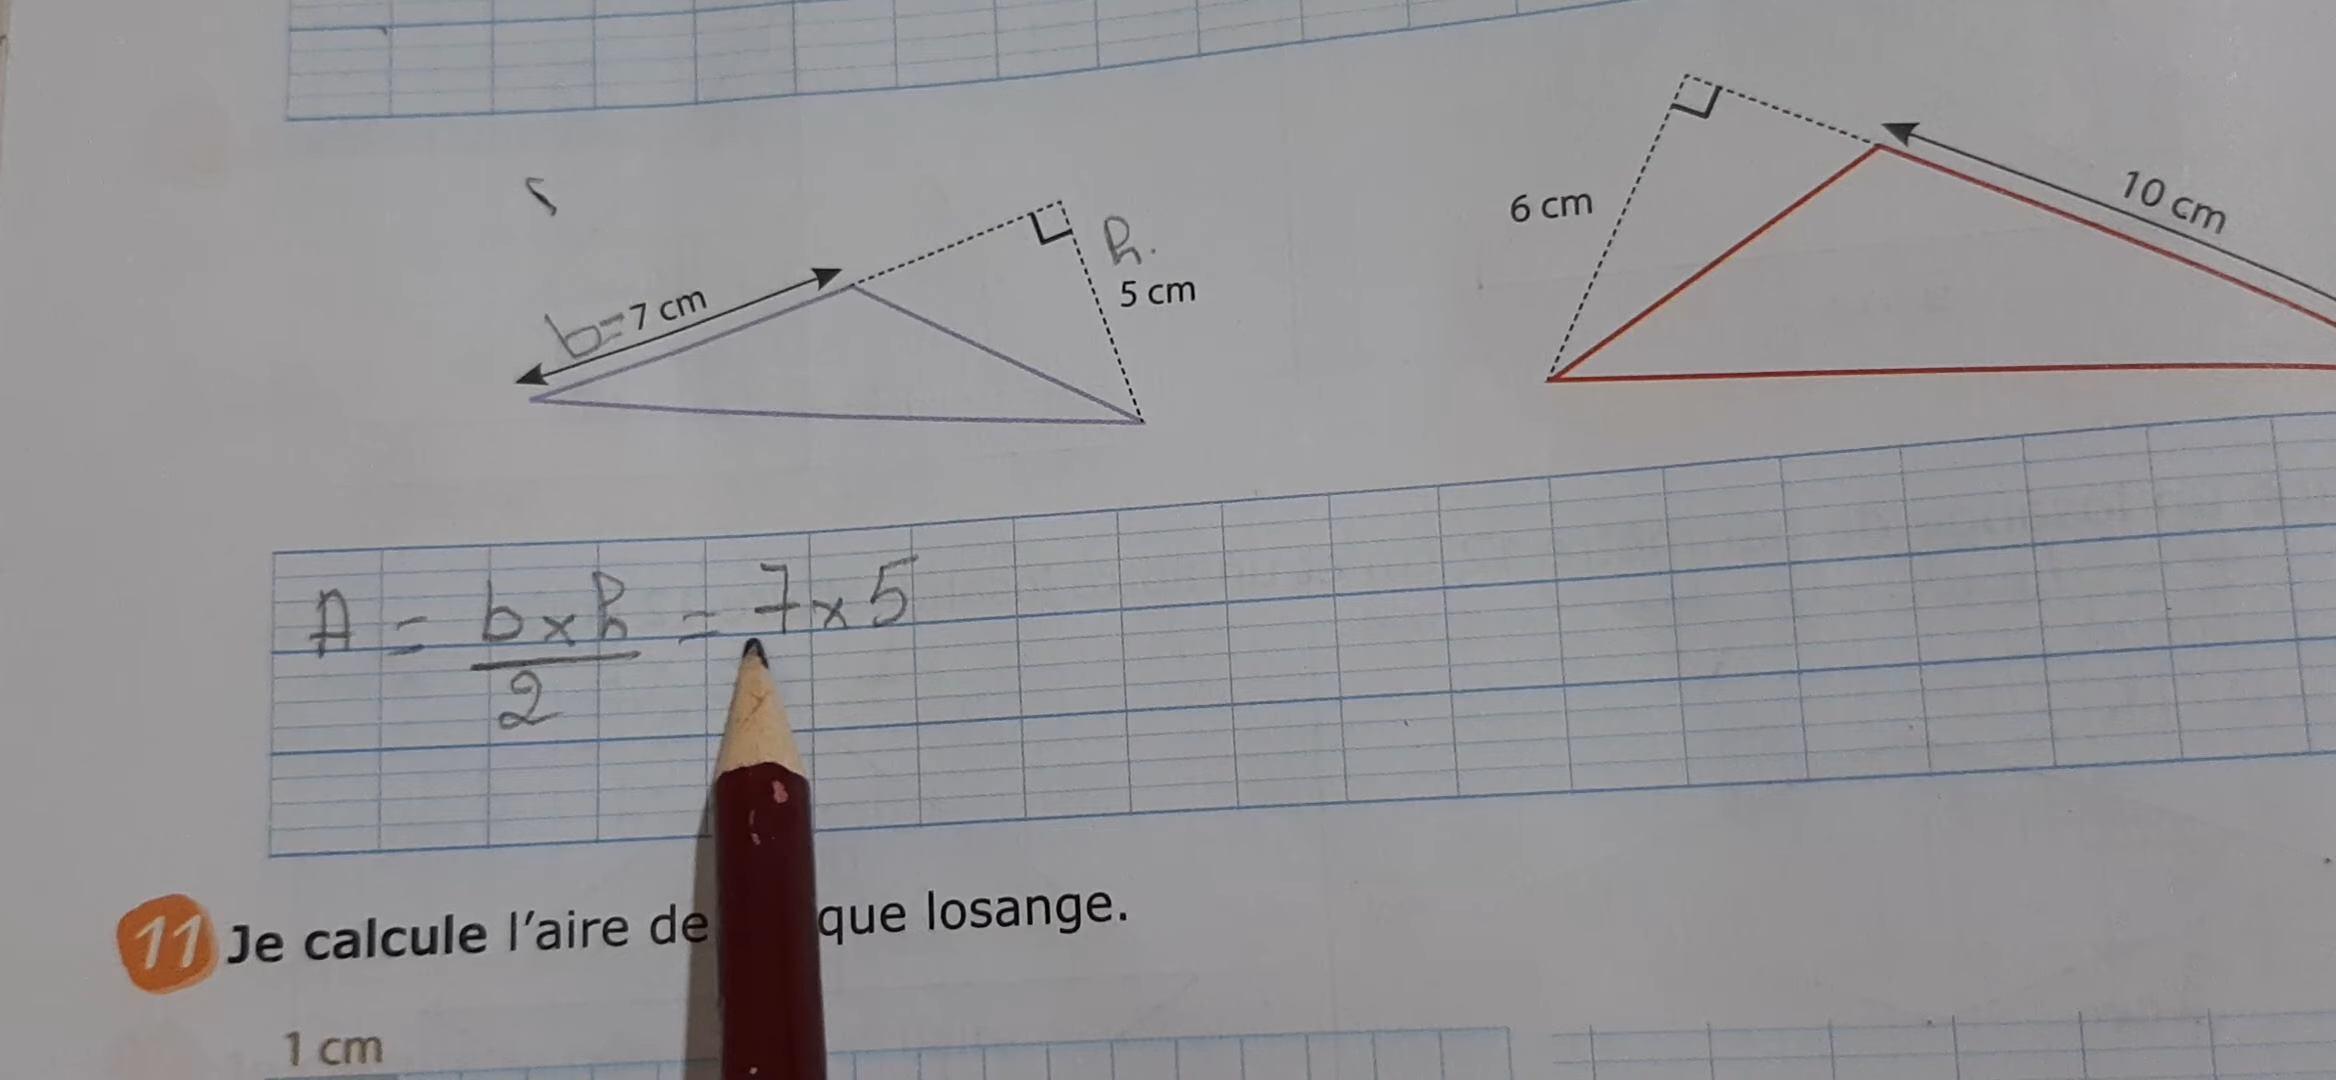 6 cm
10 cm
h.
b=7 cm
5 cm
A = b×h/2 = 7×5
11 Je calcule l'aire de que losange.
1 cm